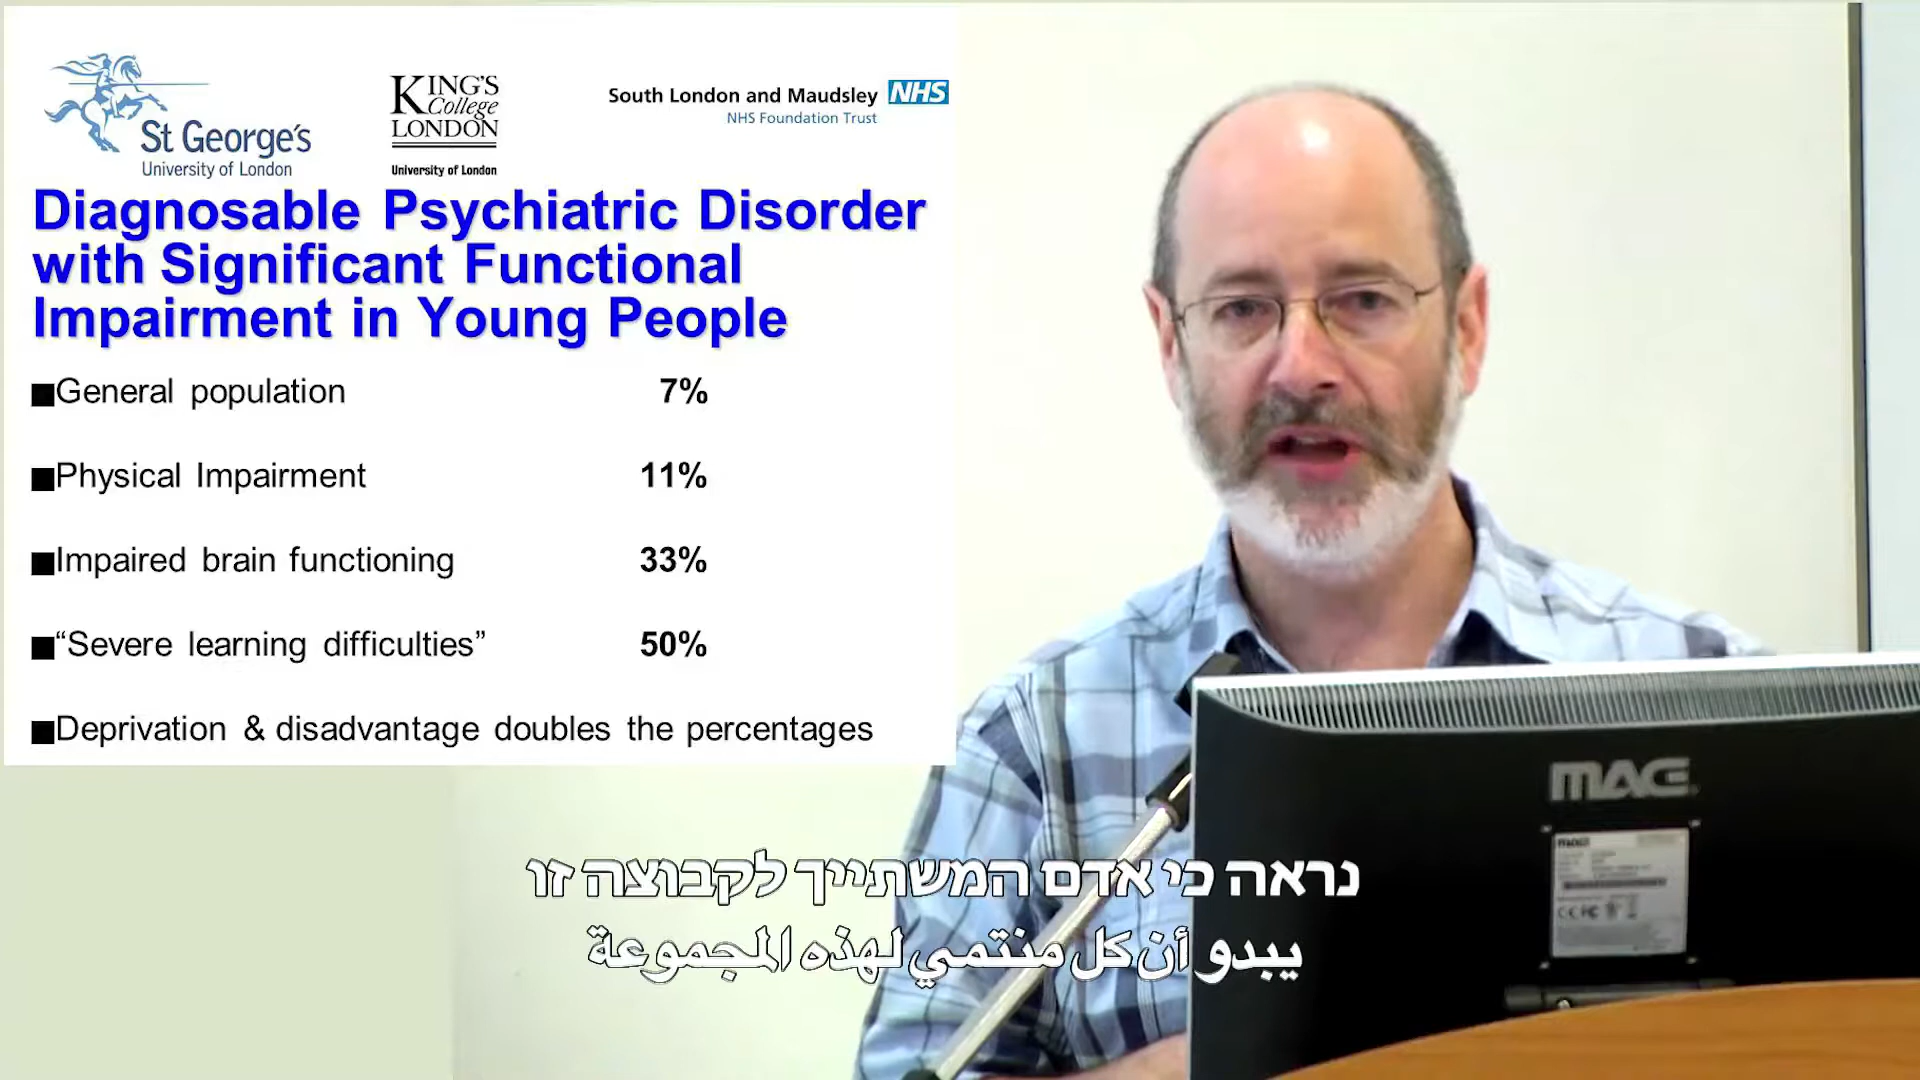 St George's
University of London
KING'S
College
LONDON
University of London
South London and Maudsley NHS
NHS Foundation Trust
Diagnosable Psychiatric Disorder
with Significant Functional
Impairment in Young People
General population 7%
Physical Impairment 11%
Impaired brain functioning 33%
“Severe learning difficulties” 50%
Deprivation & disadvantage doubles the percentages
MAG
נראה כי אדם המשתייך לקבוצה זו
يبدو أن كل منتمي لهذه المجموعة